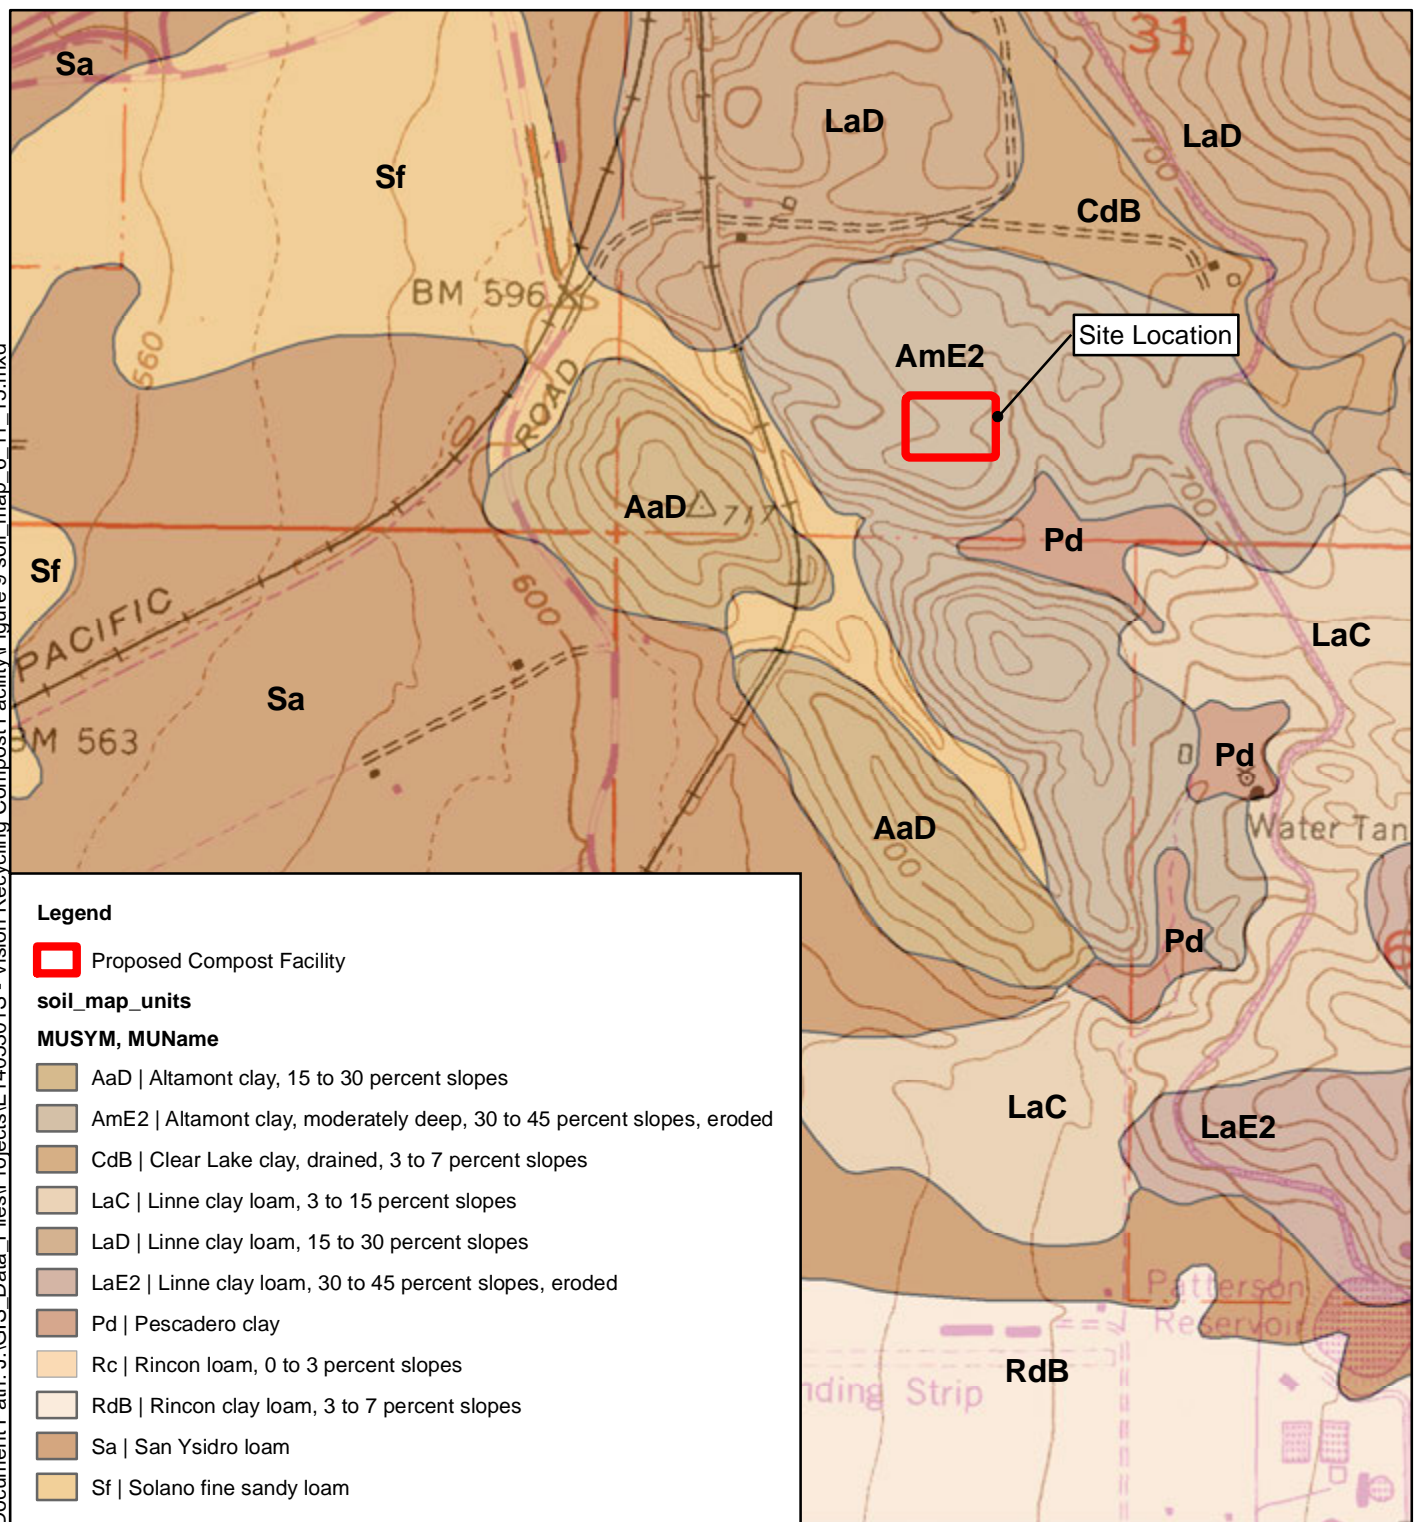 31
Sa
LaD
LaD
700
Sf
CdB
BM 596
Site Location
560
AmE2
ROAD
700
AaD
717
Pd
Sf
600
PACIFIC
LaC
Sa
BM 563
Pd
AaD
Water Tan
700
Pd
6
LaC
LaE2
Patterson
Reservoir
RdB
nding Strip
Legend
Proposed Compost Facility
soil_map_units
MUSYM, MUName
AaD | Altamont clay, 15 to 30 percent slopes
AmE2 | Altamont clay, moderately deep, 30 to 45 percent slopes, eroded
CdB | Clear Lake clay, drained, 3 to 7 percent slopes
LaC | Linne clay loam, 3 to 15 percent slopes
LaD | Linne clay loam, 15 to 30 percent slopes
LaE2 | Linne clay loam, 30 to 45 percent slopes, eroded
Pd | Pescadero clay
Rc | Rincon loam, 0 to 3 percent slopes
RdB | Rincon clay loam, 3 to 7 percent slopes
Sa | San Ysidro loam
Sf | Solano fine sandy loam